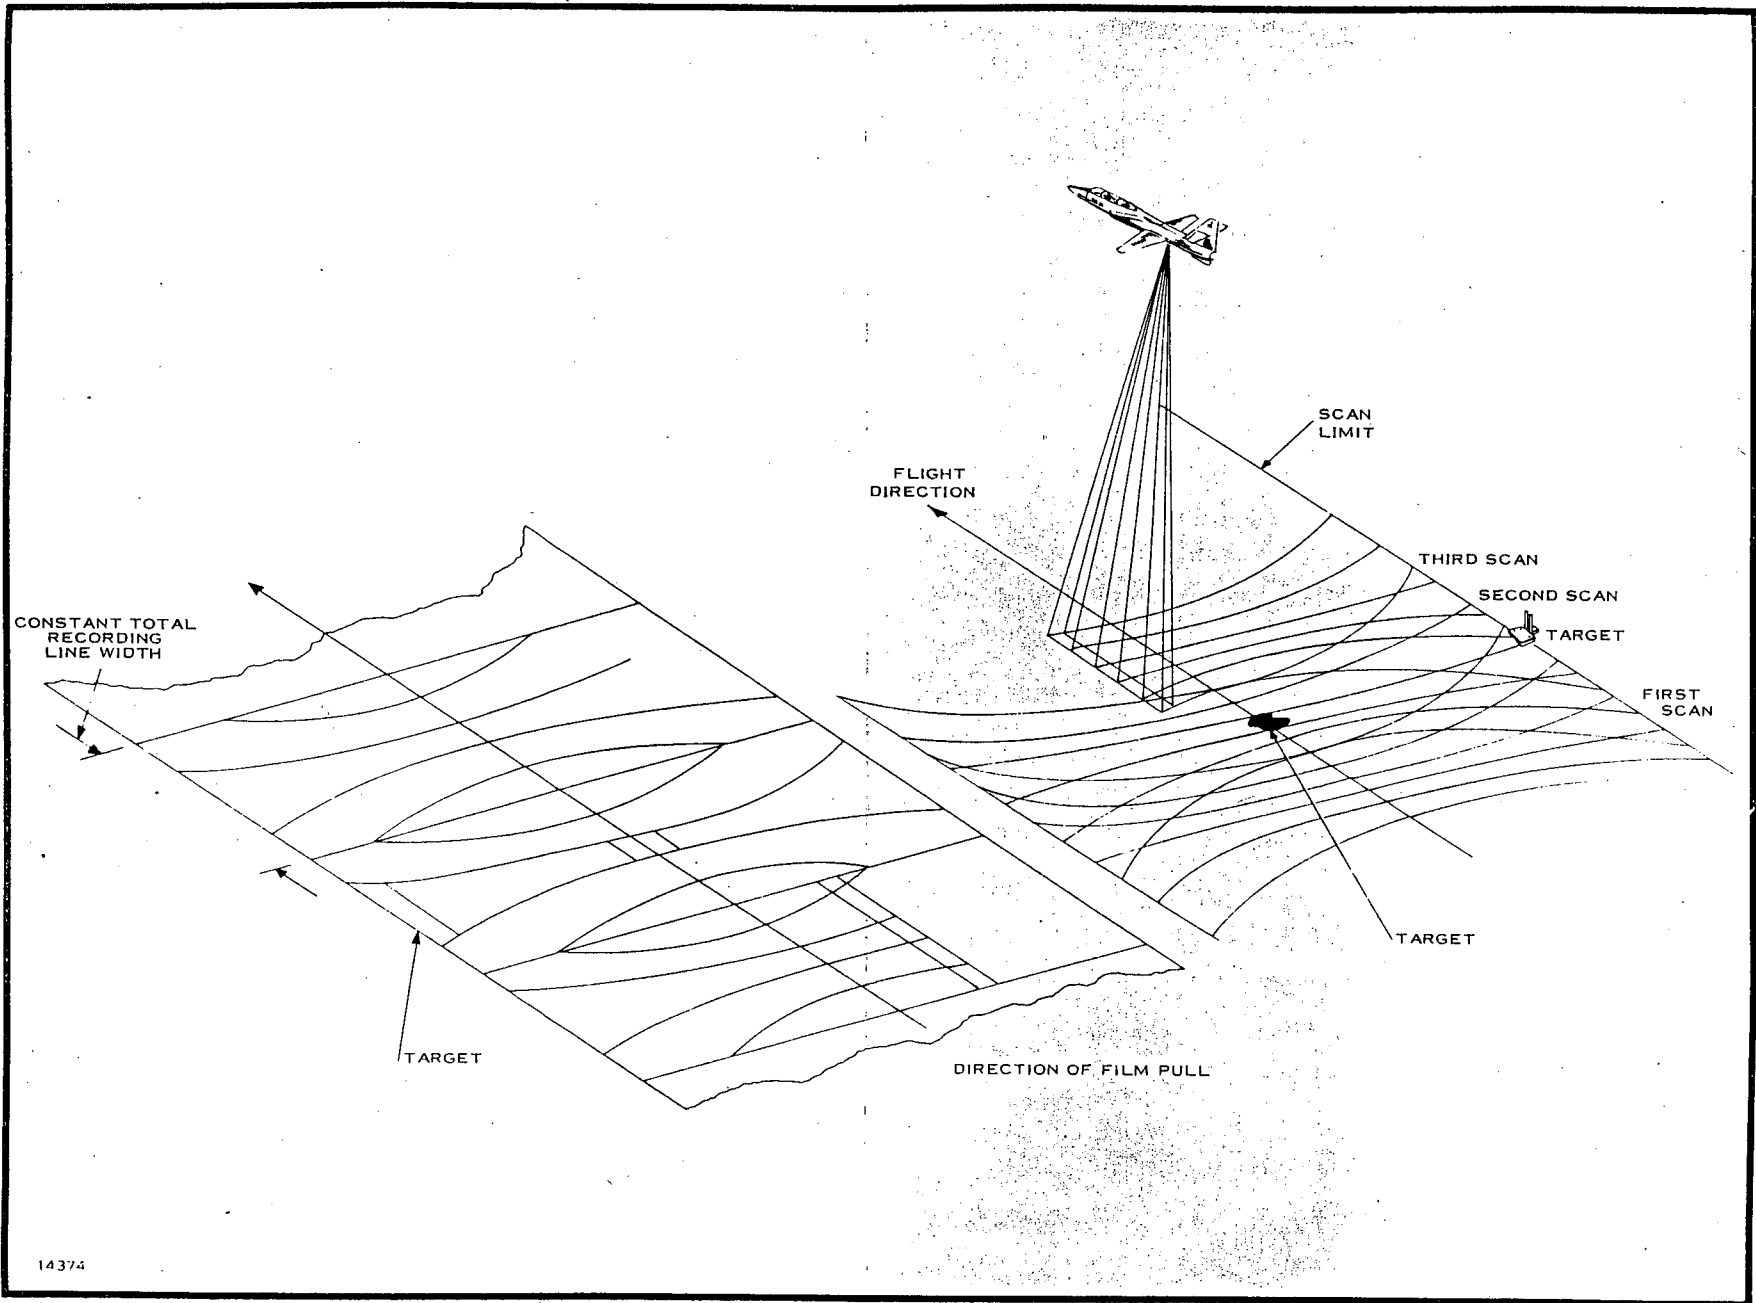 SCAN
LIMIT
FLIGHT
DIRECTION
THIRD SCAN
SECOND SCAN
TARGET
CONSTANT TOTAL
RECORDING
LINE WIDTH
FIRST
SCAN
TARGET
TARGET
DIRECTION OF FILM PULL
14374